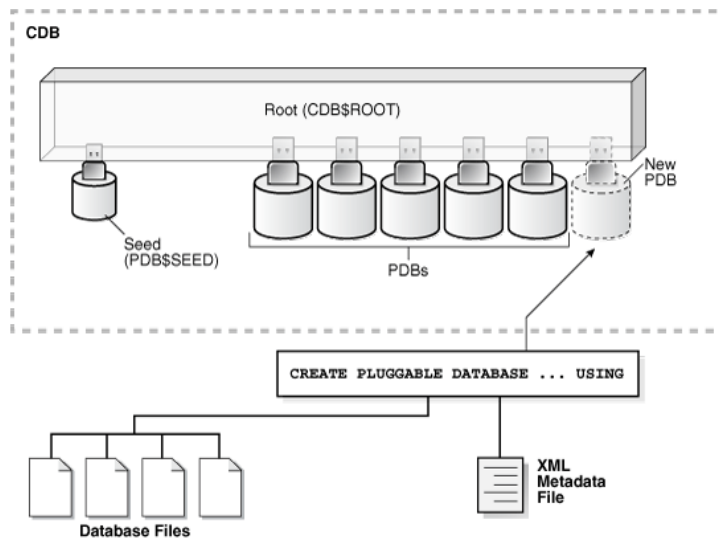 CDB
Root (CDB$ROOT)
New
PDB
Seed
(PDB$SEED)
PDBs
CREATE PLUGGABLE DATABASE ... USING
XML
Metadata
File
Database Files